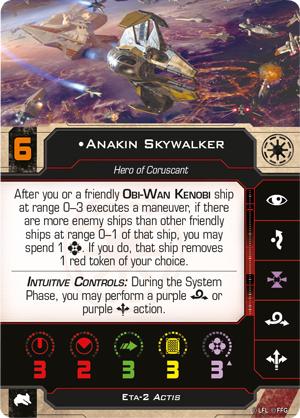 6
•Anakin Skywalker
Hero of Coruscant
After you or a friendly Obi-Wan Kenobi ship
at range 0–3 executes a maneuver, if there
are more enemy ships than other friendly
ships at range 0–1 of that ship, you may
spend 1 . If you do, that ship removes
1 red token of your choice.
Intuitive Controls: During the System
Phase, you may perform a purple or
purple action.
3 2 3 3 3
Eta-2 Actis
© LFL © FFG